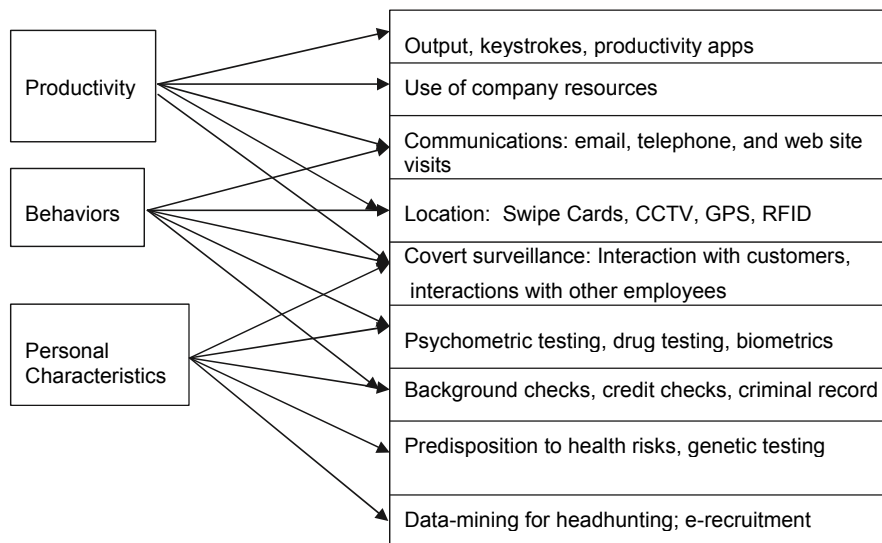 Productivity
Behaviors
Personal
Characteristics
Output, keystrokes, productivity apps
Use of company resources
Communications: email, telephone, and web site
visits
Location: Swipe Cards, CCTV, GPS, RFID
Covert surveillance: Interaction with customers,
interactions with other employees
Psychometric testing, drug testing, biometrics
Background checks, credit checks, criminal record
Predisposition to health risks, genetic testing
Data-mining for headhunting; e-recruitment